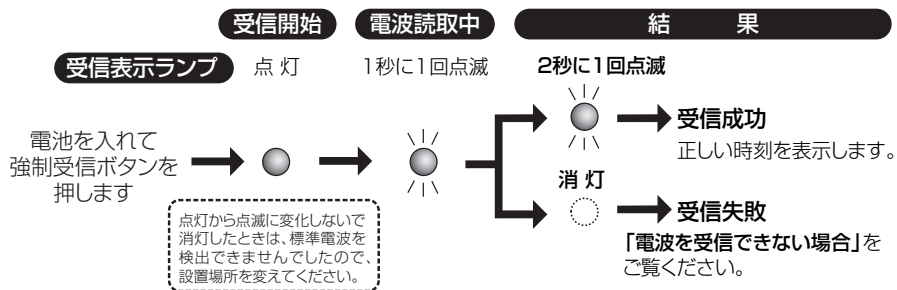 受信開始 電波読取中 結果
受信表示ランプ 点灯 1秒に1回点滅 2秒に1回点滅
電池を入れて
強制受信ボタンを
押します
点灯から点滅に変化しないで
消灯したときは、標準電波を
検出できませんでしたので、
設置場所を変えてください。
受信成功
正しい時刻を表示します。
消灯
受信失敗
「電波を受信できない場合」を
ご覧ください。